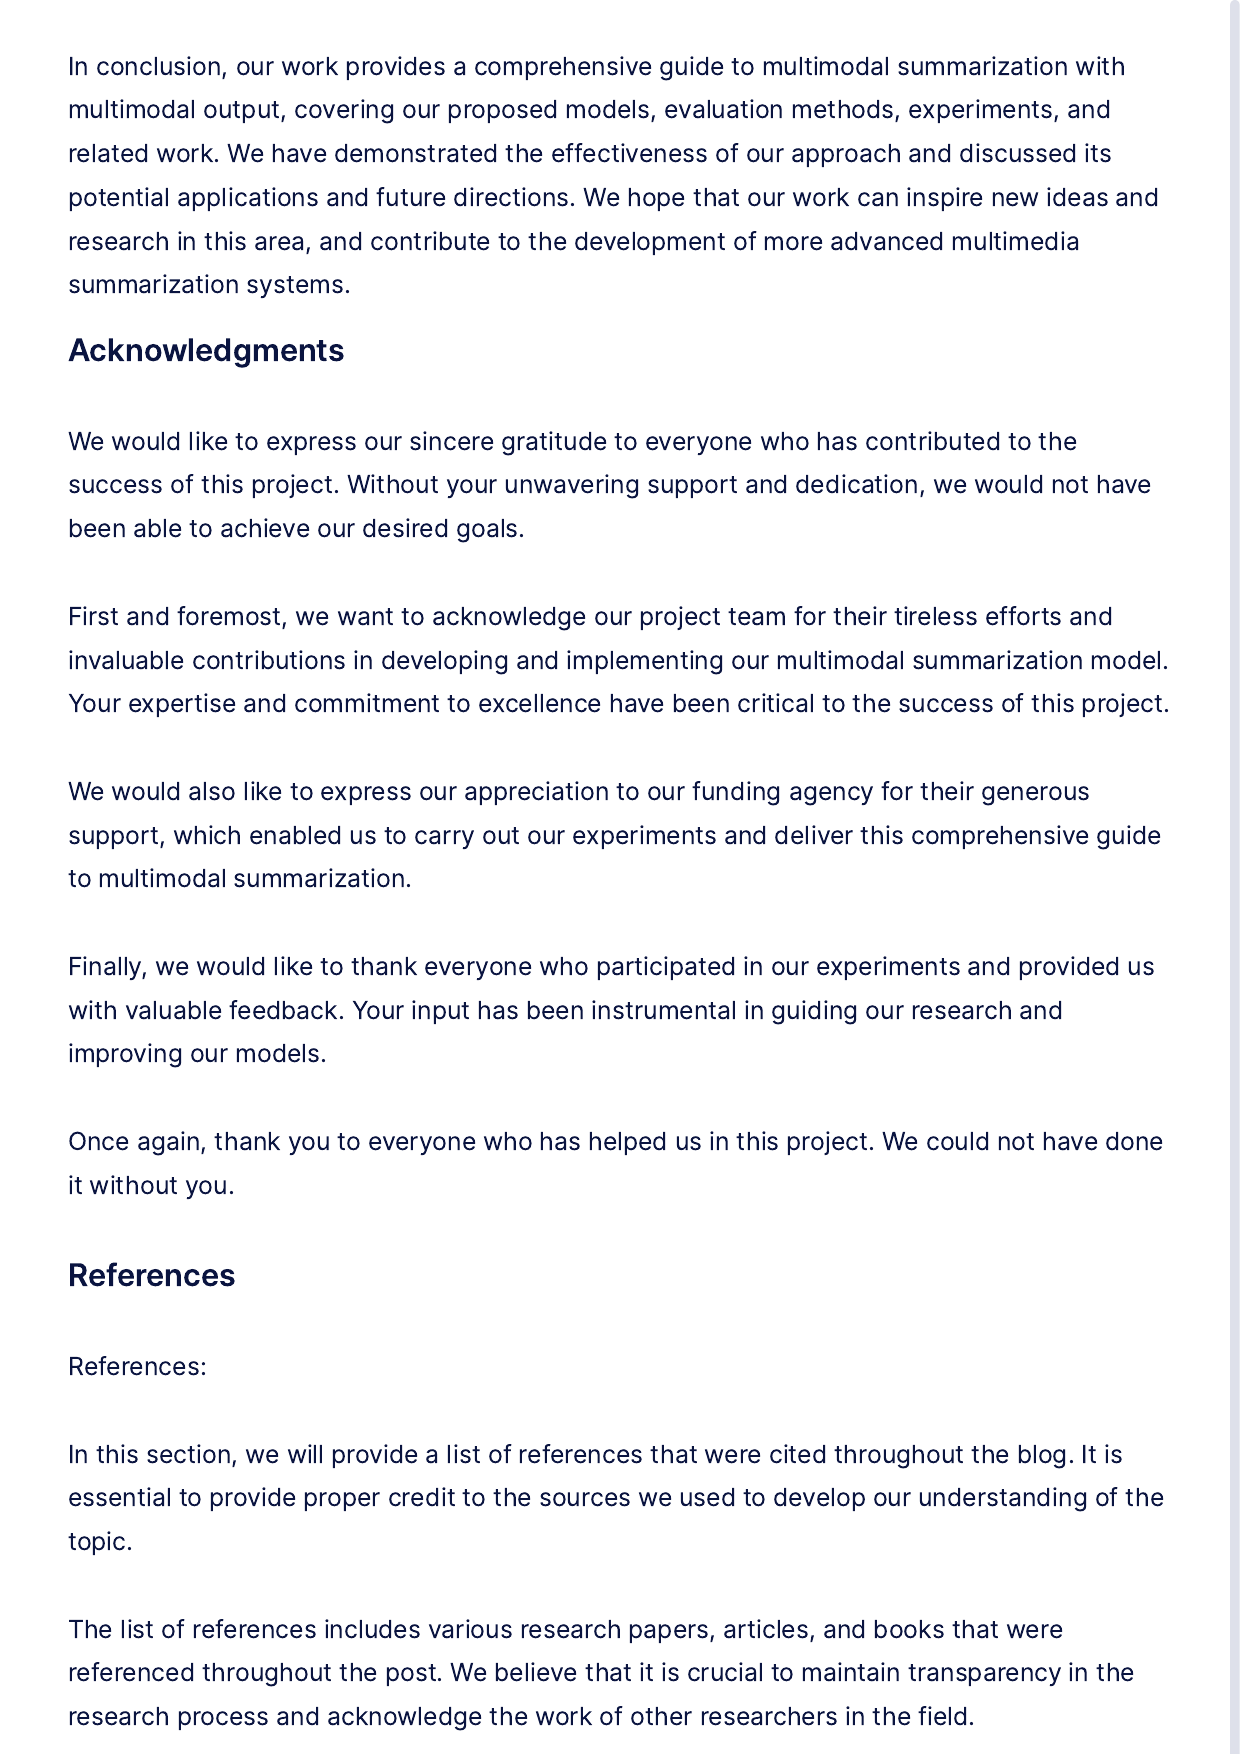 In conclusion, our work provides a comprehensive guide to multimodal summarization with
multimodal output, covering our proposed models, evaluation methods, experiments, and
related work. We have demonstrated the effectiveness of our approach and discussed its
potential applications and future directions. We hope that our work can inspire new ideas and
research in this area, and contribute to the development of more advanced multimedia
summarization systems.
Acknowledgments
We would like to express our sincere gratitude to everyone who has contributed to the
success of this project. Without your unwavering support and dedication, we would not have
been able to achieve our desired goals.
First and foremost, we want to acknowledge our project team for their tireless efforts and
invaluable contributions in developing and implementing our multimodal summarization model.
Your expertise and commitment to excellence have been critical to the success of this project.
We would also like to express our appreciation to our funding agency for their generous
support, which enabled us to carry out our experiments and deliver this comprehensive guide
to multimodal summarization.
Finally, we would like to thank everyone who participated in our experiments and provided us
with valuable feedback. Your input has been instrumental in guiding our research and
improving our models.
Once again, thank you to everyone who has helped us in this project. We could not have done
it without you.
References
References:
In this section, we will provide a list of references that were cited throughout the blog. It is
essential to provide proper credit to the sources we used to develop our understanding of the
topic.
The list of references includes various research papers, articles, and books that were
referenced throughout the post. We believe that it is crucial to maintain transparency in the
research process and acknowledge the work of other researchers in the field.